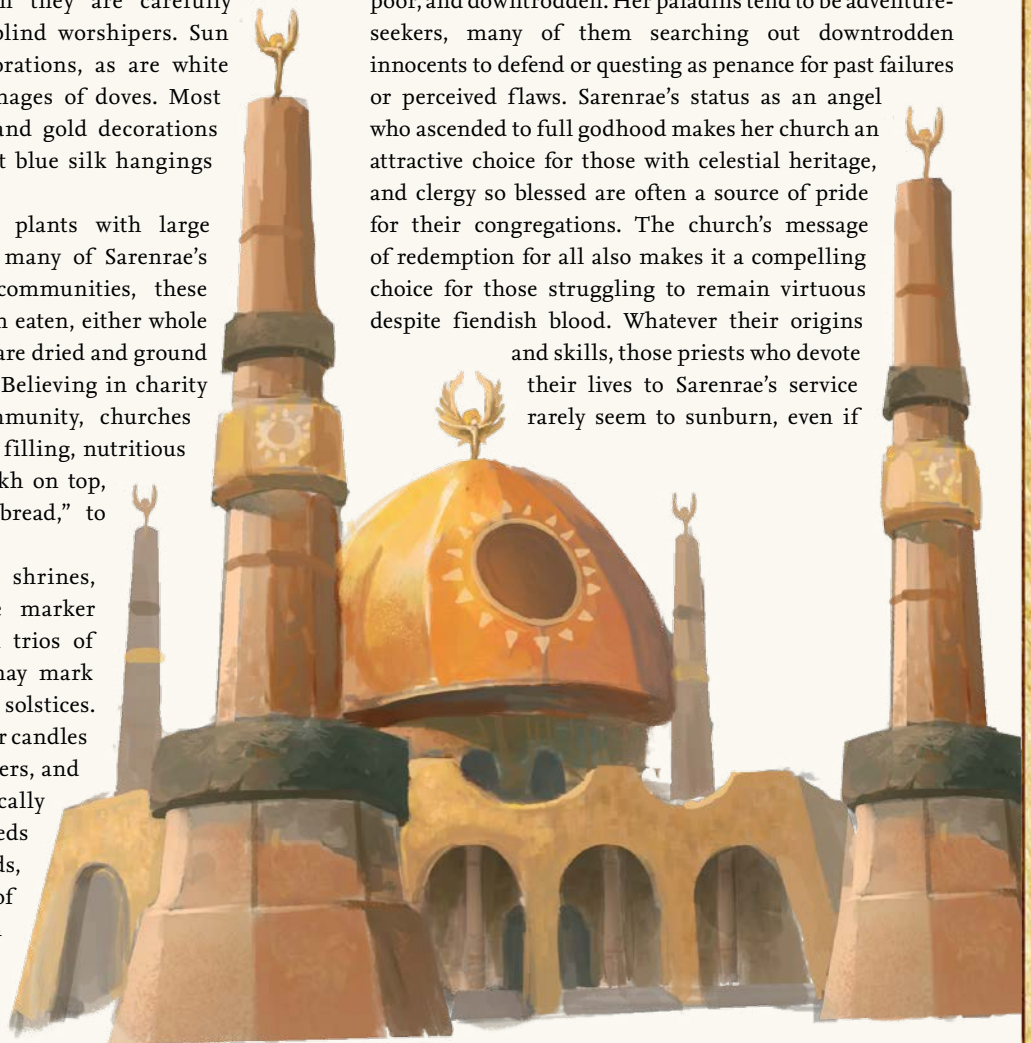 they are carefully
blind worshipers. Sun
orations, as are white
mages of doves. Most
and gold decorations
t blue silk hangings
plants with large
many of Sarenrae's
communities, these
n eaten, either whole
are dried and ground
Believing in charity
mmunity, churches
filling, nutritious
kh on top,
bread,” to
shrines,
marker
trios of
may mark
solstices.
r candles
ers, and
cally
eds
ds,
of
poor, and downtrodden. Her paladins tend to be adventure-
seekers, many of them searching out downtrodden
innocents to defend or questing as penance for past failures
or perceived flaws. Sarenrae’s status as an angel
who ascended to full godhood makes her church an
attractive choice for those with celestial heritage,
and clergy so blessed are often a source of pride
for their congregations. The church’s message
of redemption for all also makes it a compelling
choice for those struggling to remain virtuous
despite fiendish blood. Whatever their origins
and skills, those priests who devote
their lives to Sarenrae’s service
rarely seem to sunburn, even if